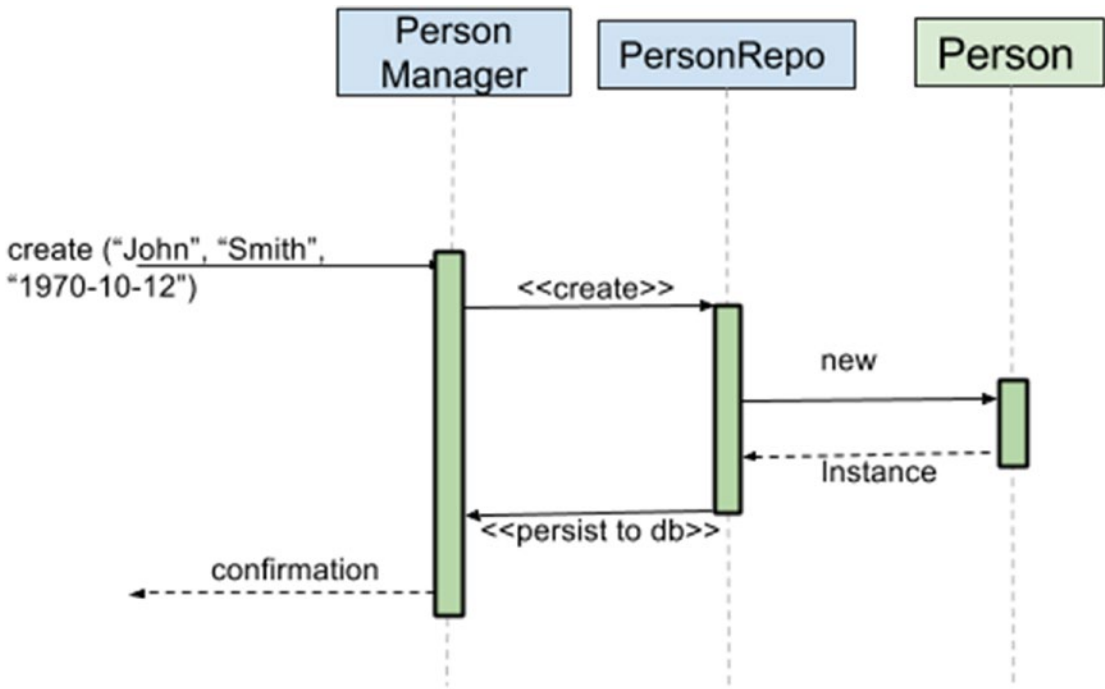 Person
Manager
PersonRepo
Person
create (“John”, “Smith”,
“1970-10-12”)
<<create>>
new
Instance
<<persist to db>>
confirmation